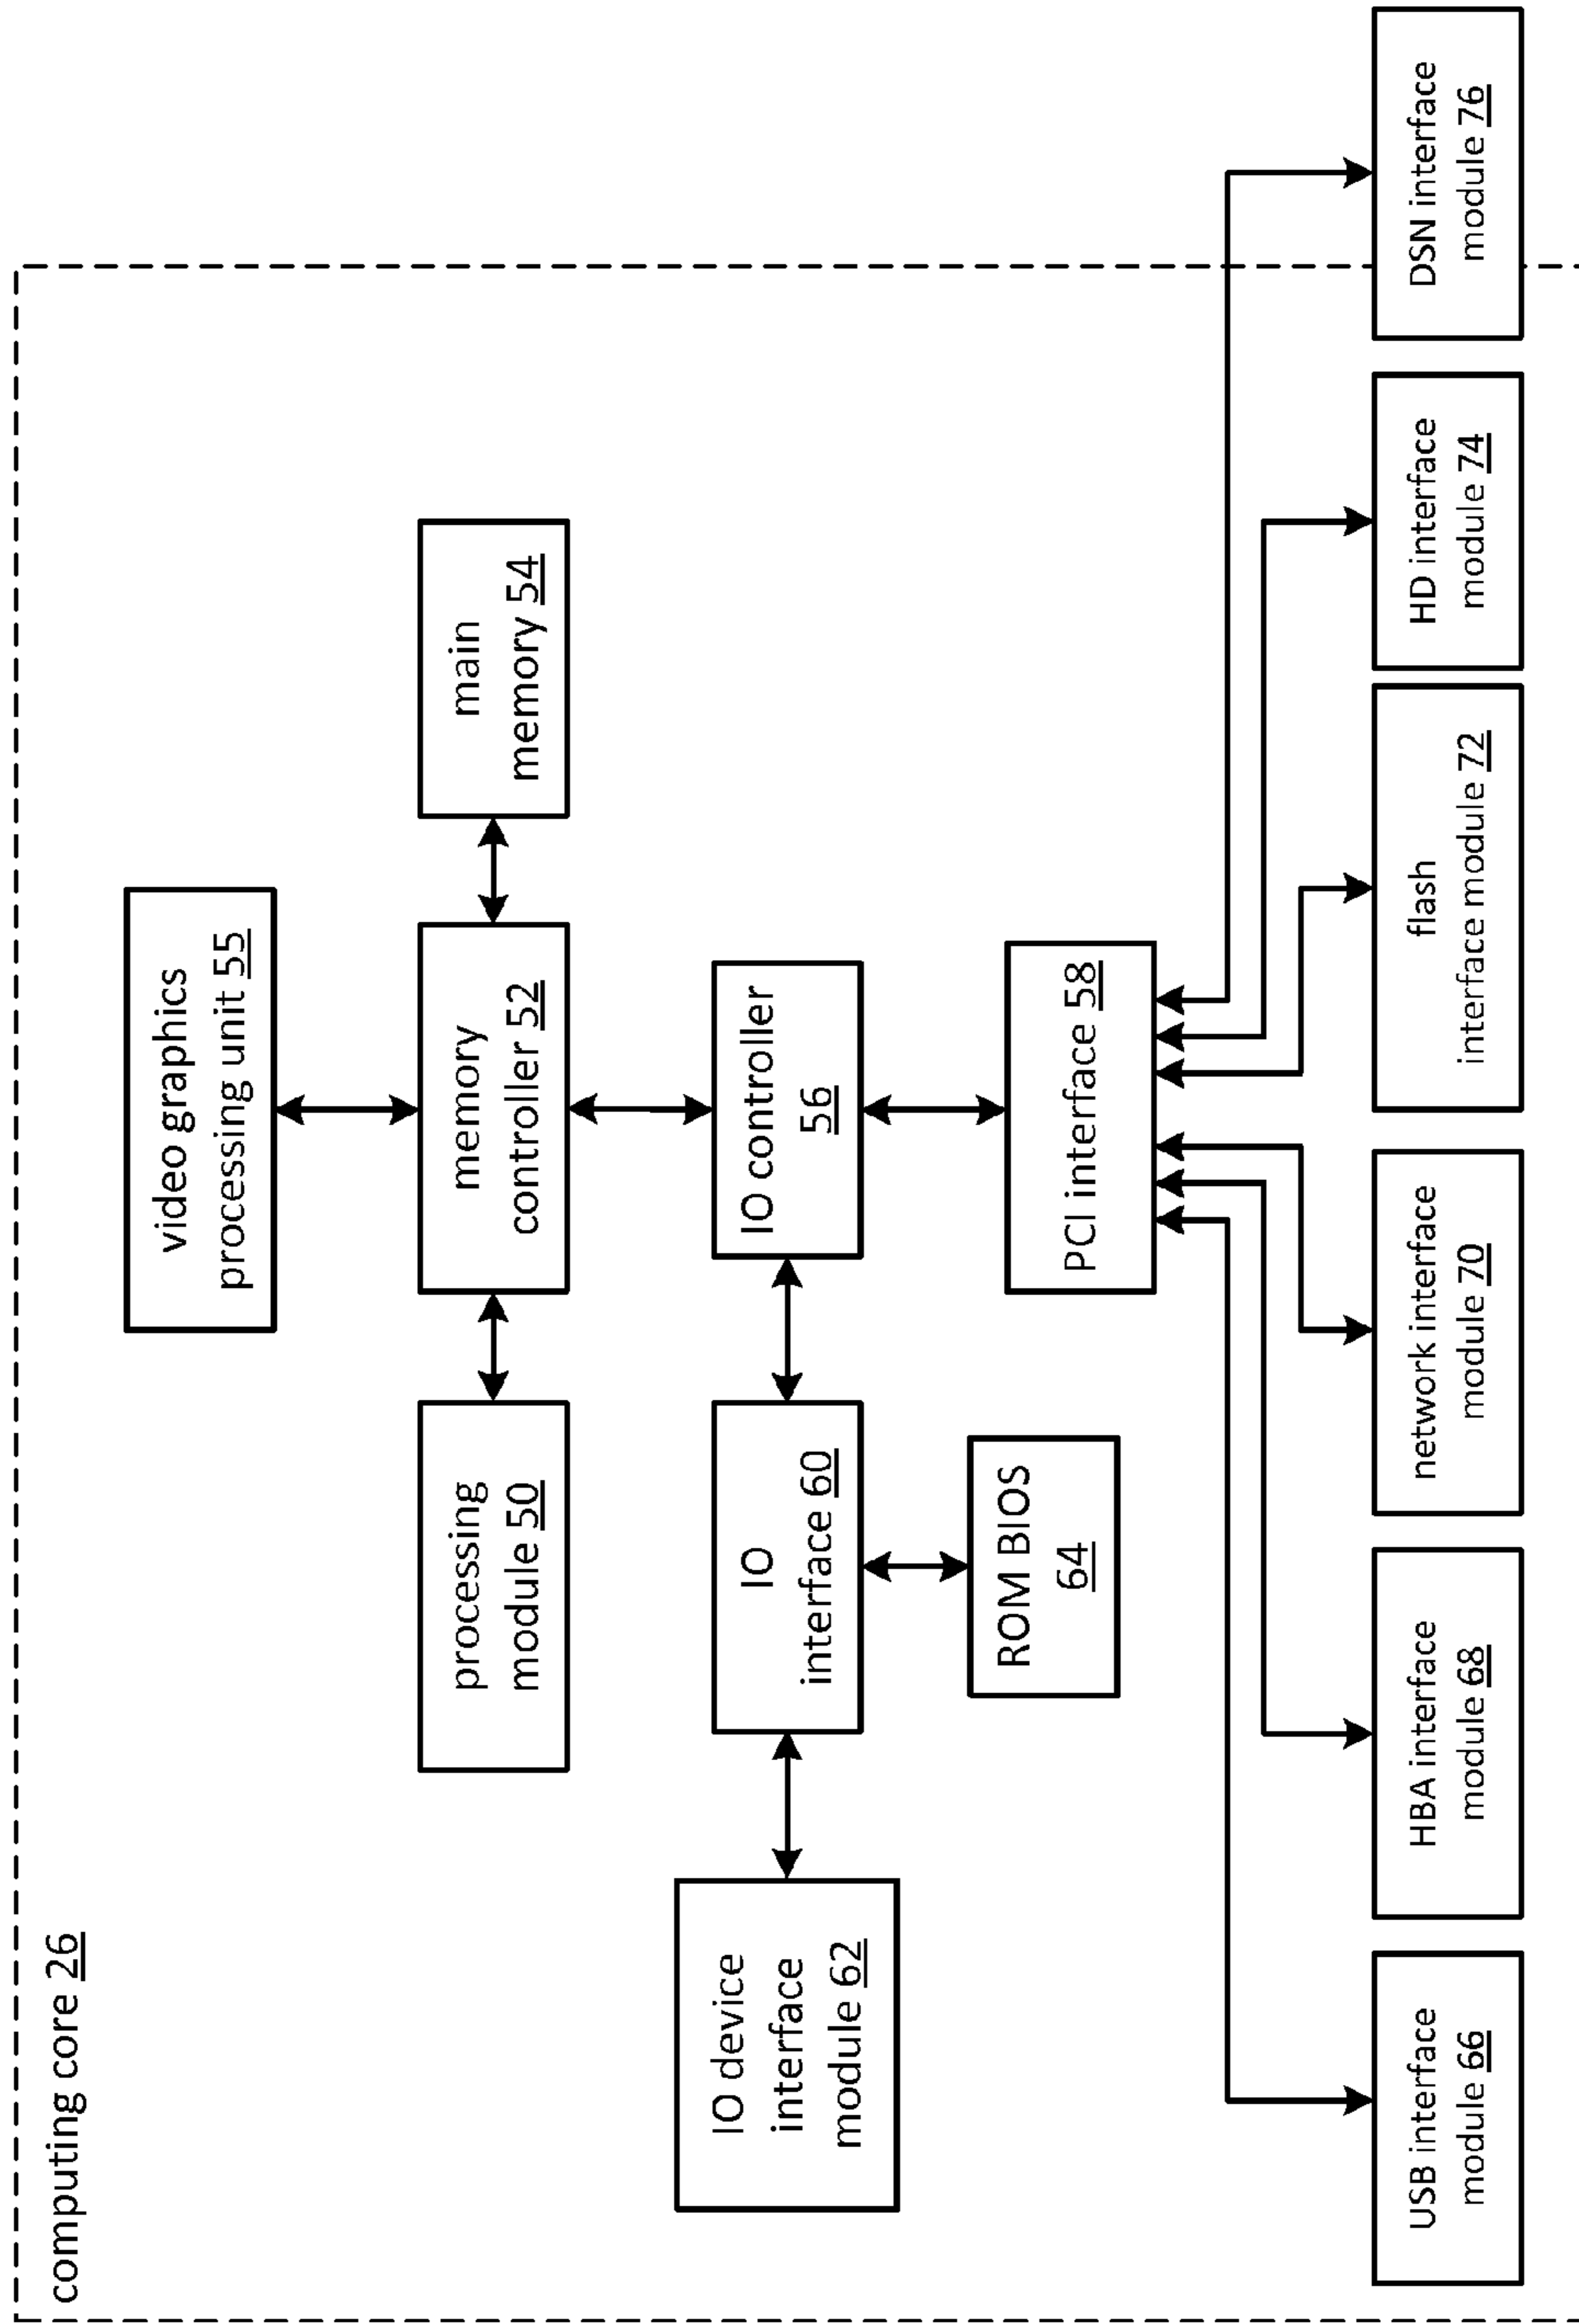 computing core 26
video graphics
processing unit 55
processing
module 50
memory
controller 52
main
memory 54
IO device
interface
module 62
IO
interface 60
IO controller
56
ROM BIOS
64
PCI interface 58
USB interface
module 66
HBA interface
module 68
network interface
module 70
flash
interface module 72
HD interface
module 74
DSN interface
module 76